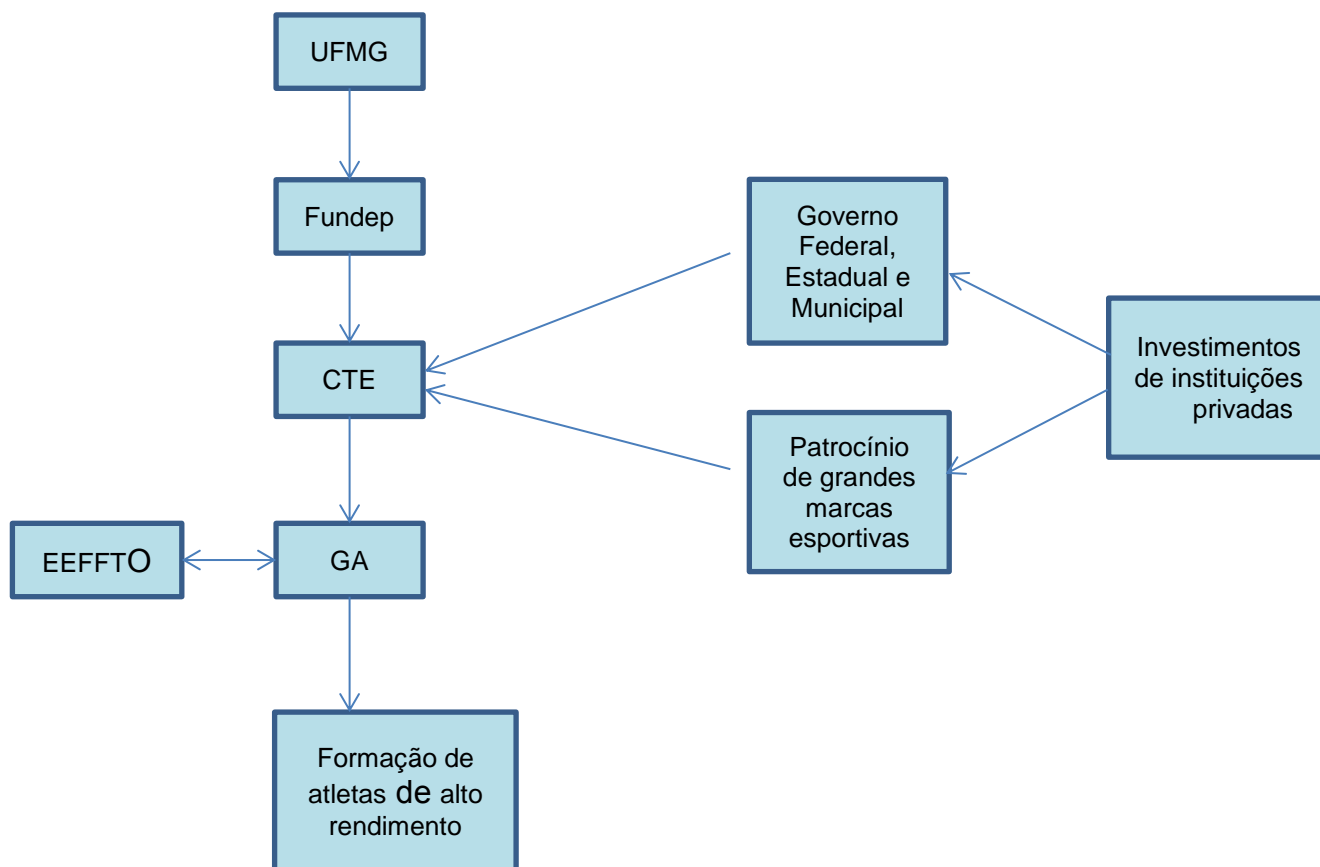 UFMG
Fundep
Governo
Federal,
Estadual e
Municipal
Investimentos
de instituições
privadas
CTE
Patrocínio
de grandes
marcas
esportivas
EEFFTO
GA
Formação de
atletas de alto
rendimento